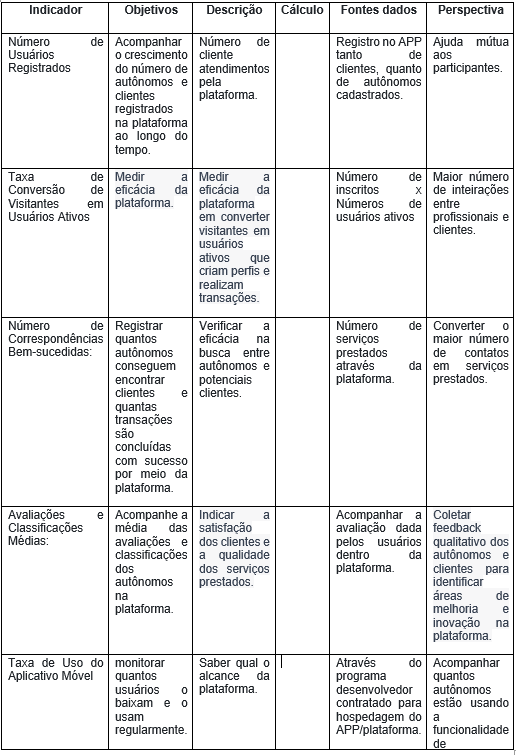 Indicador
Objetivos
Descrição
Cálculo
Fontes dados
Perspectiva
Número de
Usuários
Registrados
Acompanhar
o crescimento
do número de
autônomos e
clientes
registrados
na plataforma
ao longo do
tempo.
Número de
cliente
atendimentos
pela
plataforma.
Registro no APP
tanto de
clientes, quanto
de autônomos
cadastrados.
Ajuda mútua
aos
participantes.
Taxa de
Conversão de
Visitantes em
Usuários Ativos
Medir a
eficácia da
plataforma.
Medir a
eficácia da
plataforma
em converter
visitantes em
usuários
ativos que
criam perfis e
realizam
transações.
Número de
inscritos x
Números de
usuário ativos
Maior número
de inteirações
entre
profissionais e
clientes.
Número de
Correspondências
Bem-sucedidas:
Registrar
quantos
autônomos
conseguem
encontrar
clientes e
quantas
transações
são
concluídas
com sucesso
por meio da
plataforma.
Verificar a
eficácia na
busca entre
autônomos e
potenciais
clientes.
Número de
serviços
prestados
através da
plataforma.
Converter o
maior número
de contatos
em serviços
prestados.
Avaliações e
Classificações
Médias:
Acompanhe a
média das
avaliações e
classificações
dos
autônomos
na
plataforma.
Indicar a
satisfação
dos clientes e
a qualidade
dos serviços
prestados.
Acompanhar a
avaliação dada
pelos usuários
dentro da
plataforma.
Coletar
feedback
qualitativo dos
autônomos e
clientes para
identificar
áreas de
melhoria e
inovação na
plataforma.
Taxa de Uso do
Aplicativo Móvel
monitorar
quantos
usuários o
baixam e o
usam
regularmente.
Saber qual o
alcance da
plataforma.
Através do
programa
desenvolvedor
contratado para
hospedagem do
APP/plataforma.
Acompanhar
quantos
autônomos
estão usando
a
funcionalidade
de